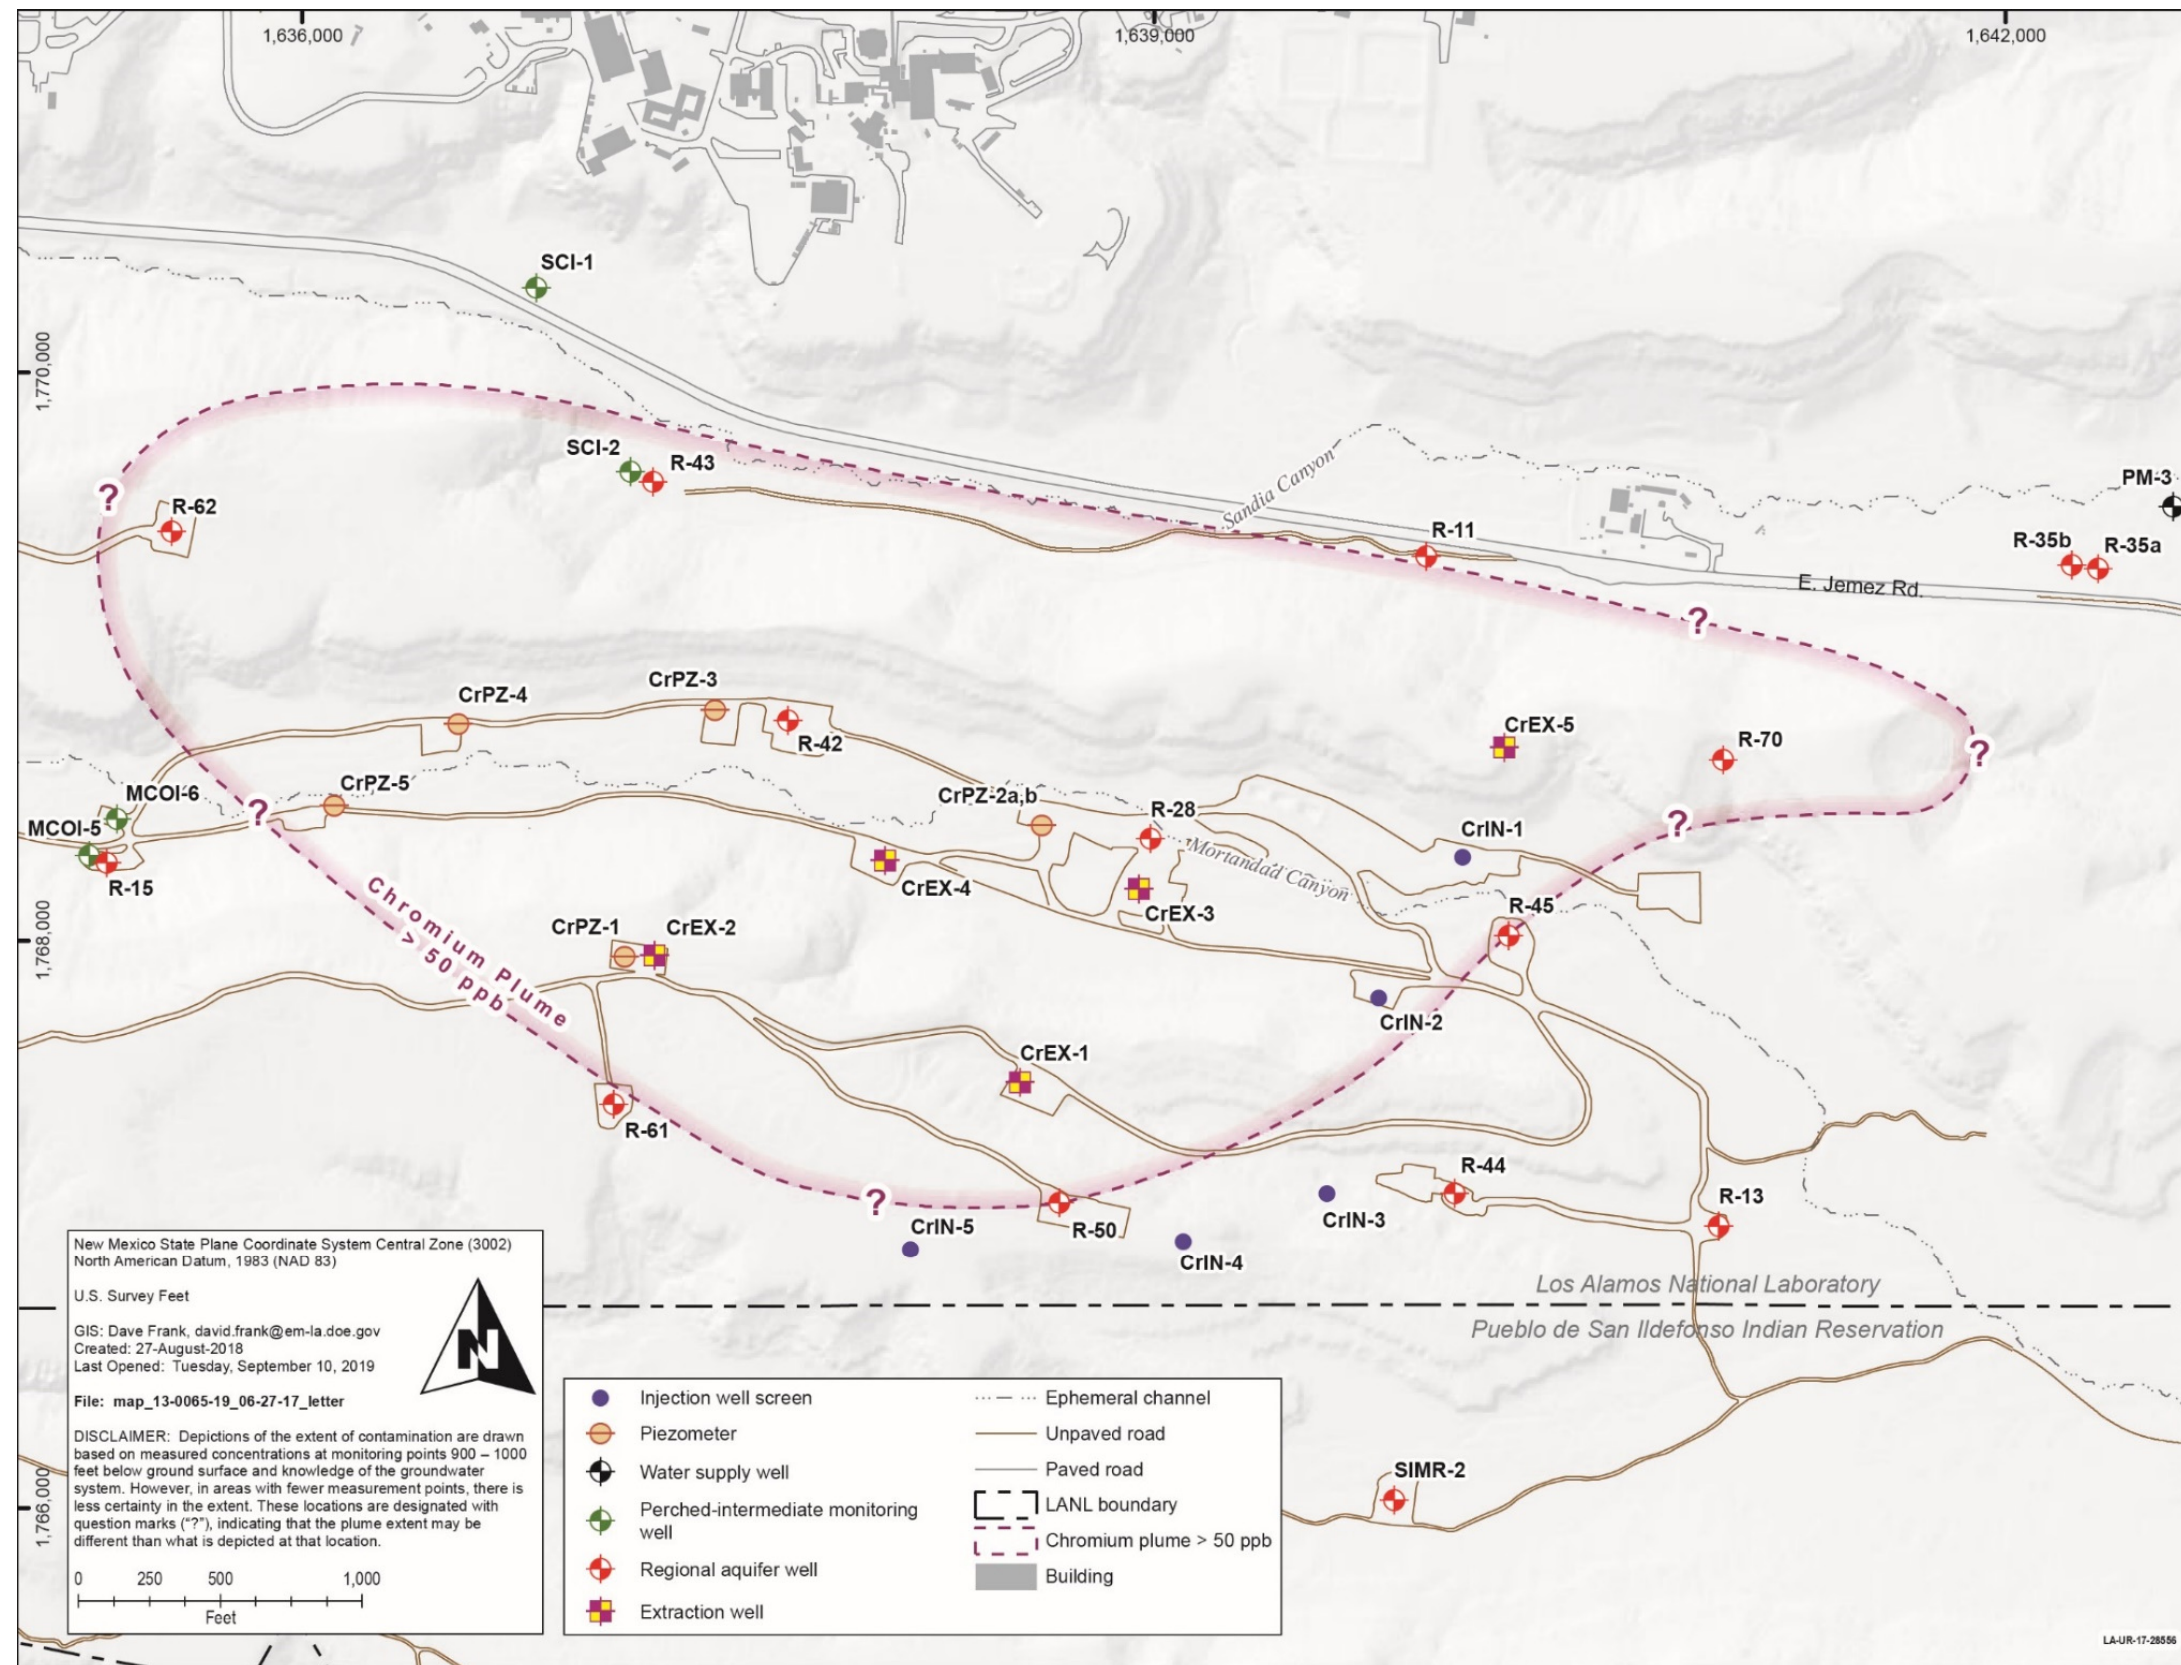 1,636,000
1,639,000
1,642,000
SCI-1
1,770,000
SCI-2
R-43
Sandia Canyon
PM-3
?
R-62
R-11
R-35b
R-35a
E. Jemez Rd.
?
CrPZ-3
CrPZ-4
CrEX-5
R-42
R-70
?
CrPZ-5
MCOI-6
CrPZ-2a,b
R-28
?
?
MCOI-5
CrIN-1
Mortandad Canyon
R-15
CrEX-4
CrEX-3
R-45
Chromium Plume
> 50 ppb
1,768,000
CrPZ-1
CrEX-2
CrIN-2
CrEX-1
R-61
R-44
?
R-13
CrIN-5
R-50
CrIN-3
CrIN-4
Los Alamos National Laboratory
Pueblo de San Ildefonso Indian Reservation
SIMR-2
1,766,000
New Mexico State Plane Coordinate System Central Zone (3002)
North American Datum, 1983 (NAD 83)
U.S. Survey Feet
GIS: Dave Frank, david.frank@em-la.doe.gov
Created: 27-August-2018
Last Opened: Tuesday, September 10, 2019
File: map_13-0065-19_06-27-17_letter
N
DISCLAIMER: Depictions of the extent of contamination are drawn
based on measured concentrations at monitoring points 900 – 1000
feet below ground surface and knowledge of the groundwater
system. However, in areas with fewer measurement points, there is
less certainty in the extent. These locations are designated with
question marks ("?"), indicating that the plume extent may be
different than what is depicted at that location.
0 250 500 1,000
Feet
Injection well screen
Piezometer
Water supply well
Perched-intermediate monitoring
well
Regional aquifer well
Extraction well
Ephemeral channel
Unpaved road
Paved road
LANL boundary
Chromium plume > 50 ppb
Building
LA-UR-17-28556